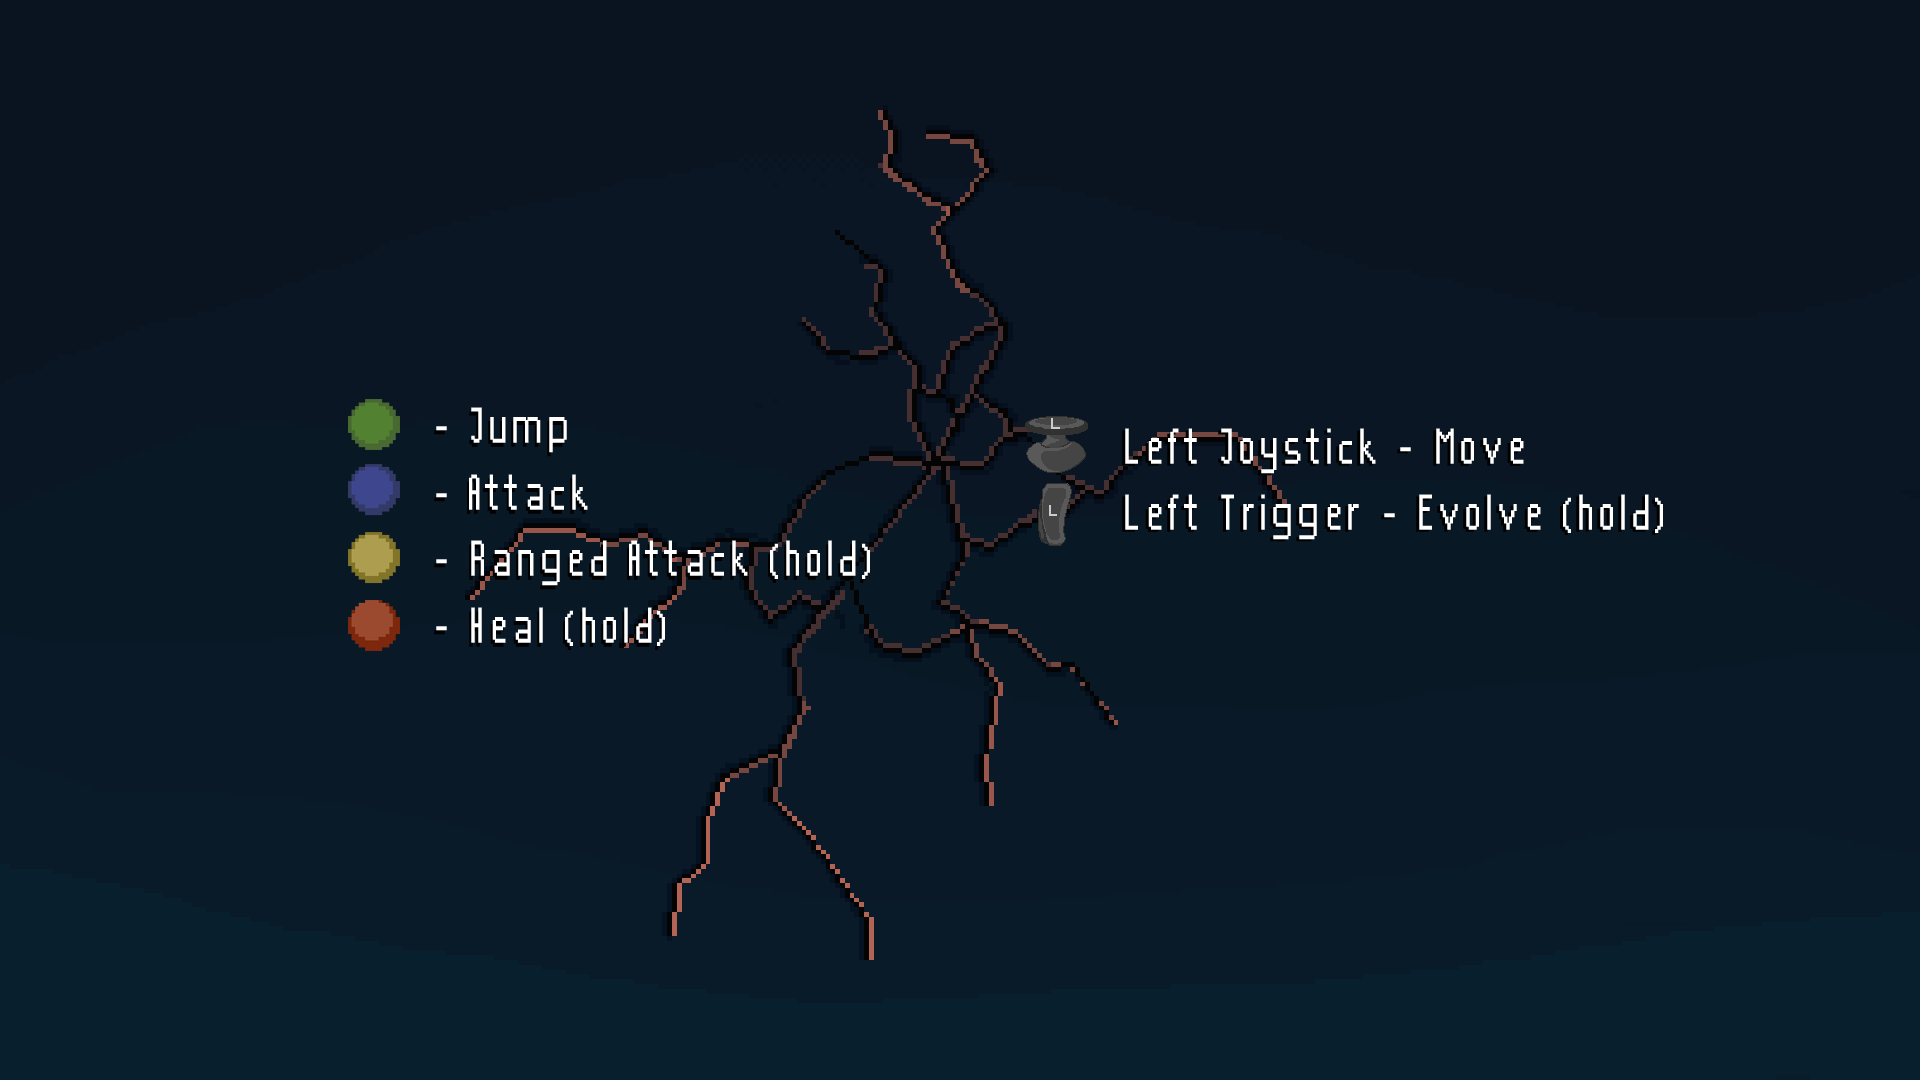 - Jump
- Attack
- Ranged Attack (hold)
- Heal (hold)
L
Left Joystick - Move
L
Left Trigger - Evolve (hold)